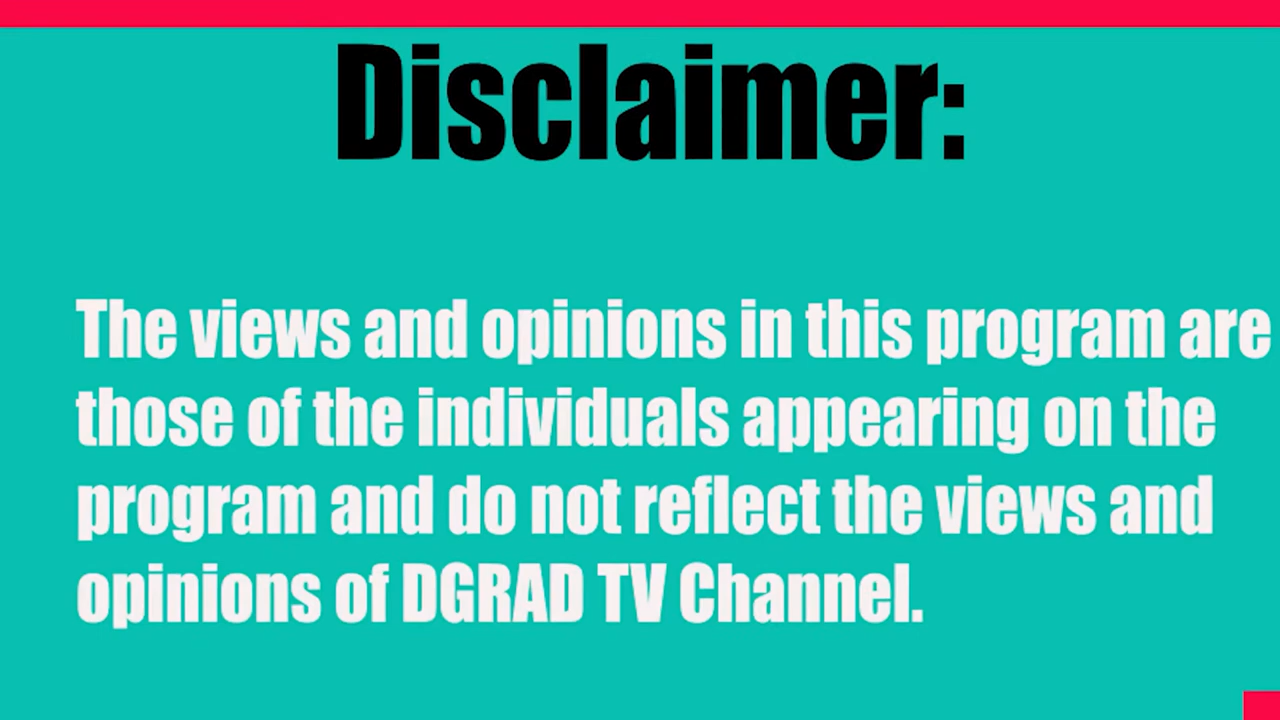 Disclaimer:
The views and opinions in this program are
those of the individuals appearing on the
program and do not reflect the views and
opinions of DGRAD TV Channel.